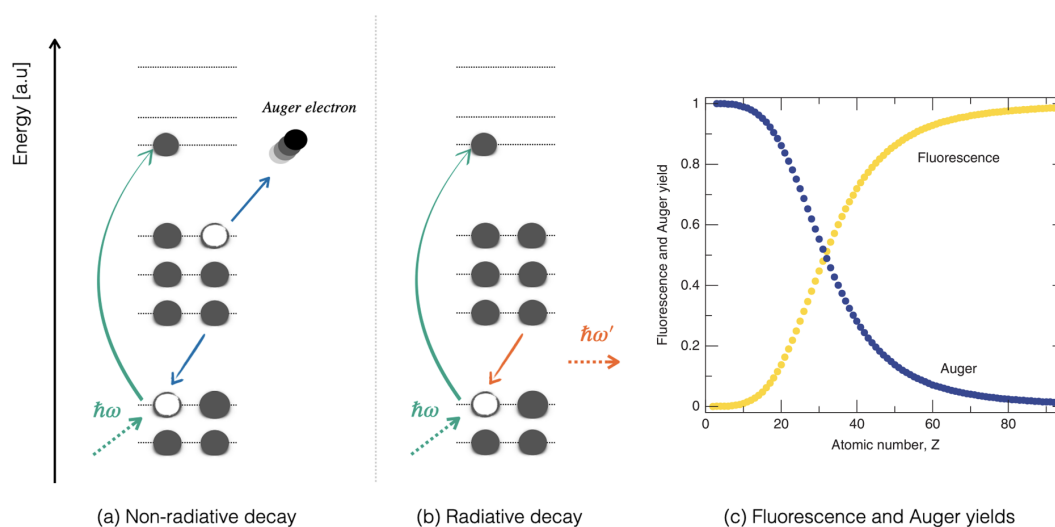 Energy [a.u]
Auger electron
ħω
(a) Non-radiative decay
ħω
ħω′
(b) Radiative decay
Fluorescence and Auger yield
1
0.8
0.6
0.4
0.2
0
Fluorescence
Auger
0 20 40 60 80
Atomic number, Z
(c) Fluorescence and Auger yields